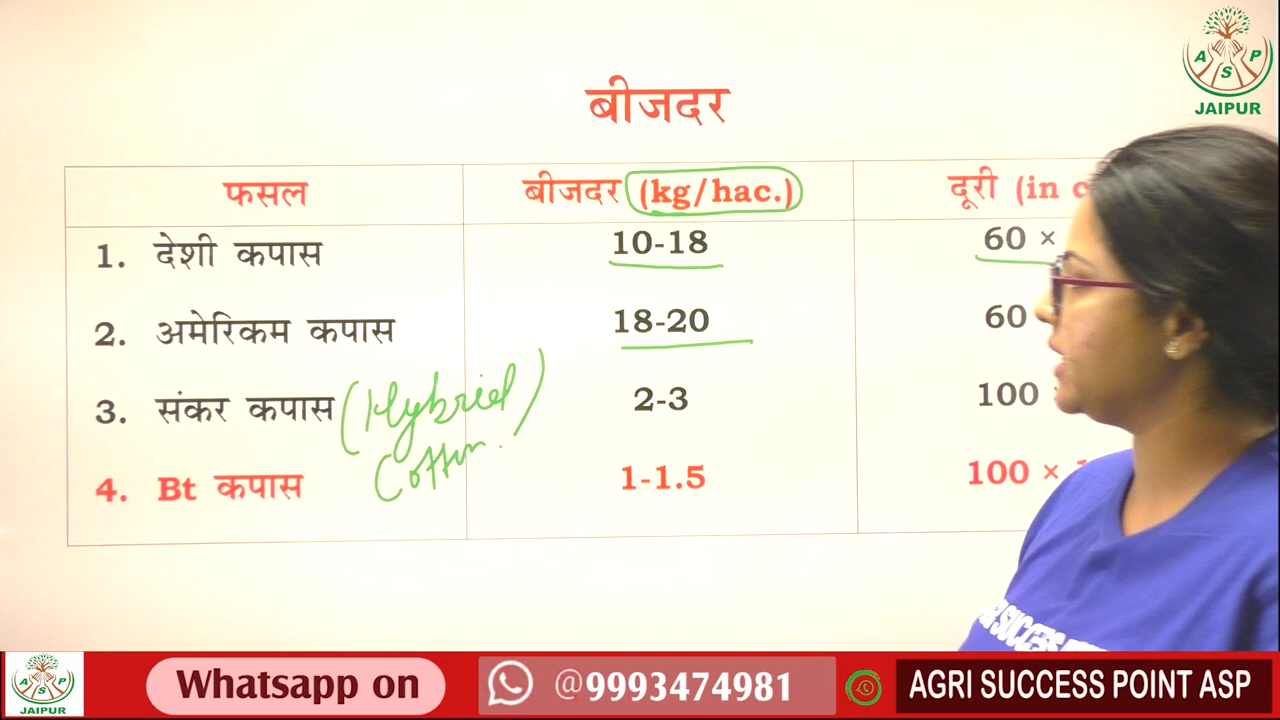 A S P
JAIPUR
बीजदर
फसल बीजदर (kg/hac.) दूरी (in c
1. देशी कपास 10-18 60 ×
2. अमेरिकम कपास 18-20 60
3. संकर कपास (Hybrid 2-3 100
Cotton.)
4. Bt कपास 1-1.5 100 ×
SUCCESS
A S P
JAIPUR
Whatsapp on @9993474981 AGRI SUCCESS POINT ASP